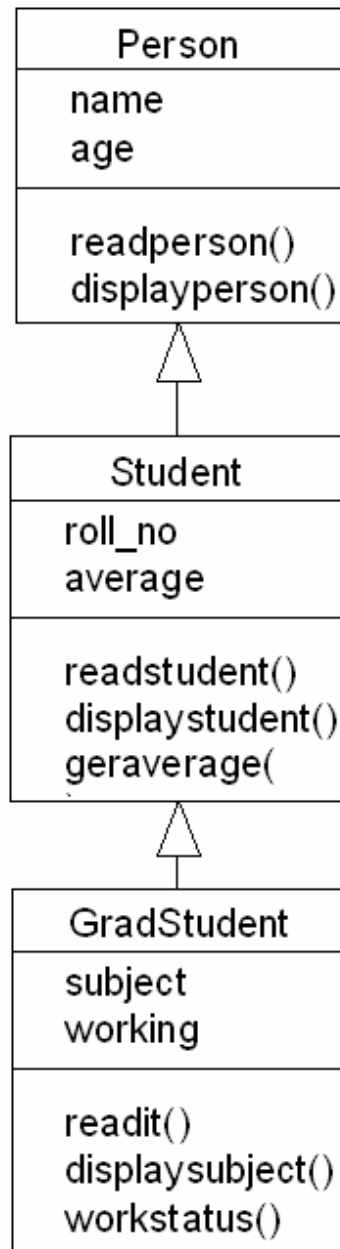 Person
name
age
readperson()
displayperson()
Student
roll_no
average
readstudent()
displaystudent()
geraverage(
GradStudent
subject
working
readit()
displaysubject()
workstatus()